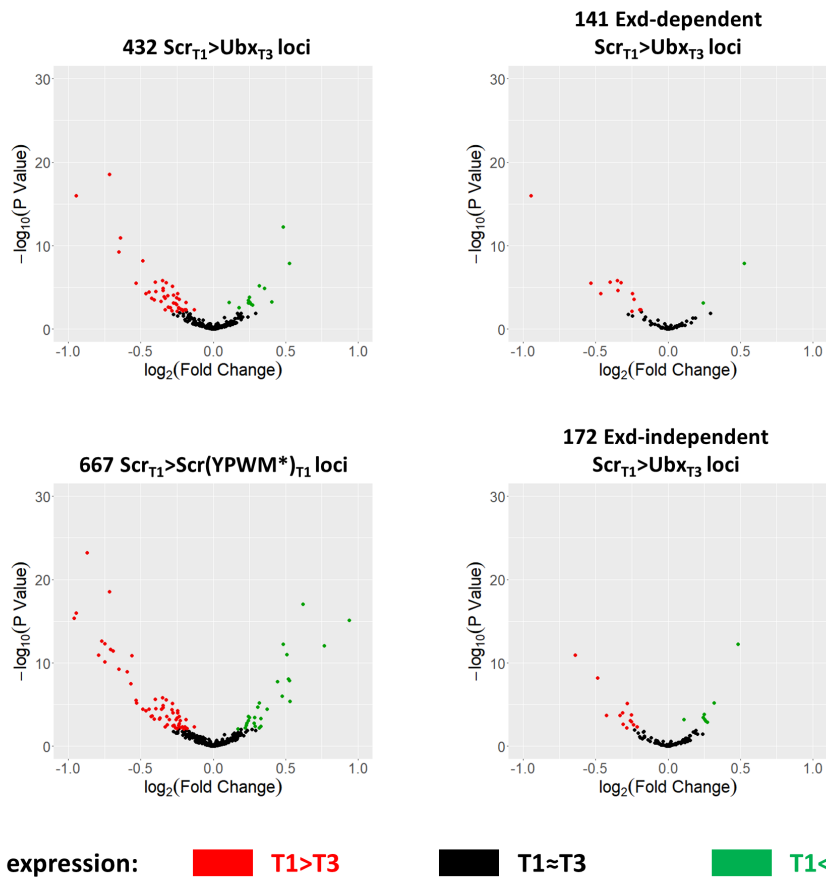 432 ScrT1>UbxT3 loci
30
20
10
0
−log10(P Value)
-1.0 -0.5 0.0 0.5 1.0
log2(Fold Change)
141 Exd-dependent
ScrT1>UbxT3 loci
30
20
10
0
−log10(P Value)
-1.0 -0.5 0.0 0.5 1.0
log2(Fold Change)
667 ScrT1>Scr(YPWM*)T1 loci
30
20
10
0
−log10(P Value)
-1.0 -0.5 0.0 0.5 1.0
log2(Fold Change)
172 Exd-independent
ScrT1>UbxT3 loci
30
20
10
0
−log10(P Value)
-1.0 -0.5 0.0 0.5 1.0
log2(Fold Change)
expression: T1>T3 T1≈T3 T1<